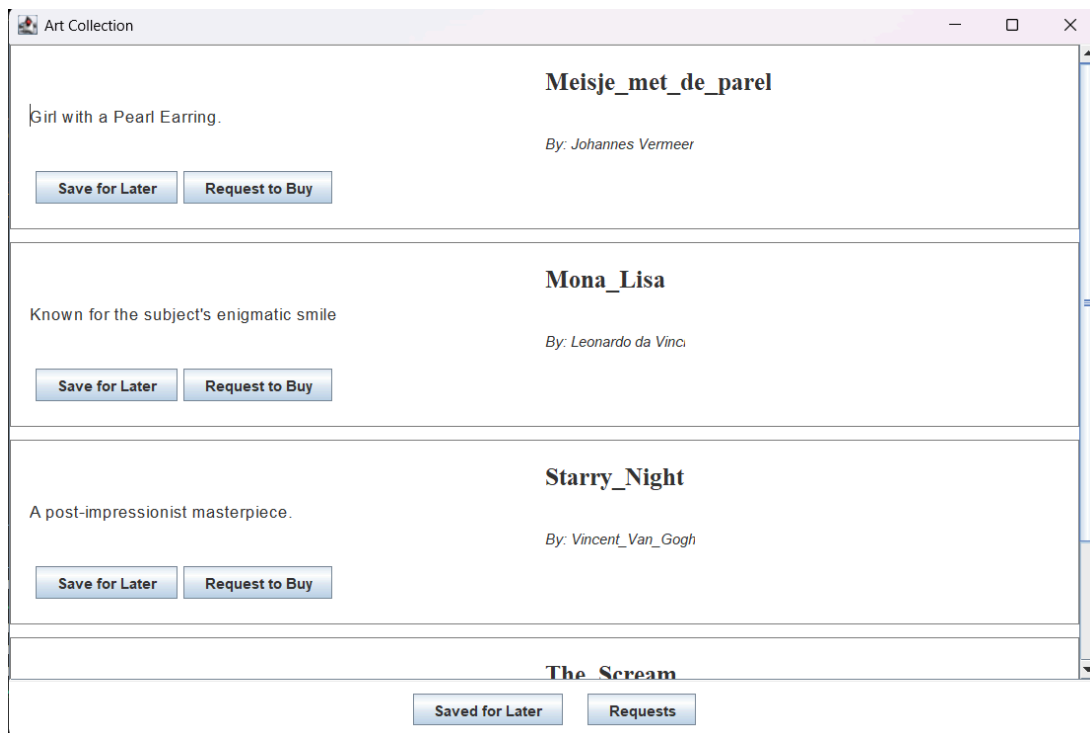 Art Collection
Meisje_met_de_parel
Girl with a Pearl Earring.
By: Johannes Vermeer
Save for Later Request to Buy
Mona_Lisa
Known for the subject's enigmatic smile
By: Leonardo da Vinci
Save for Later Request to Buy
Starry_Night
A post-impressionist masterpiece.
By: Vincent_Van_Gogh
Save for Later Request to Buy
The_Scream
Saved for Later Requests